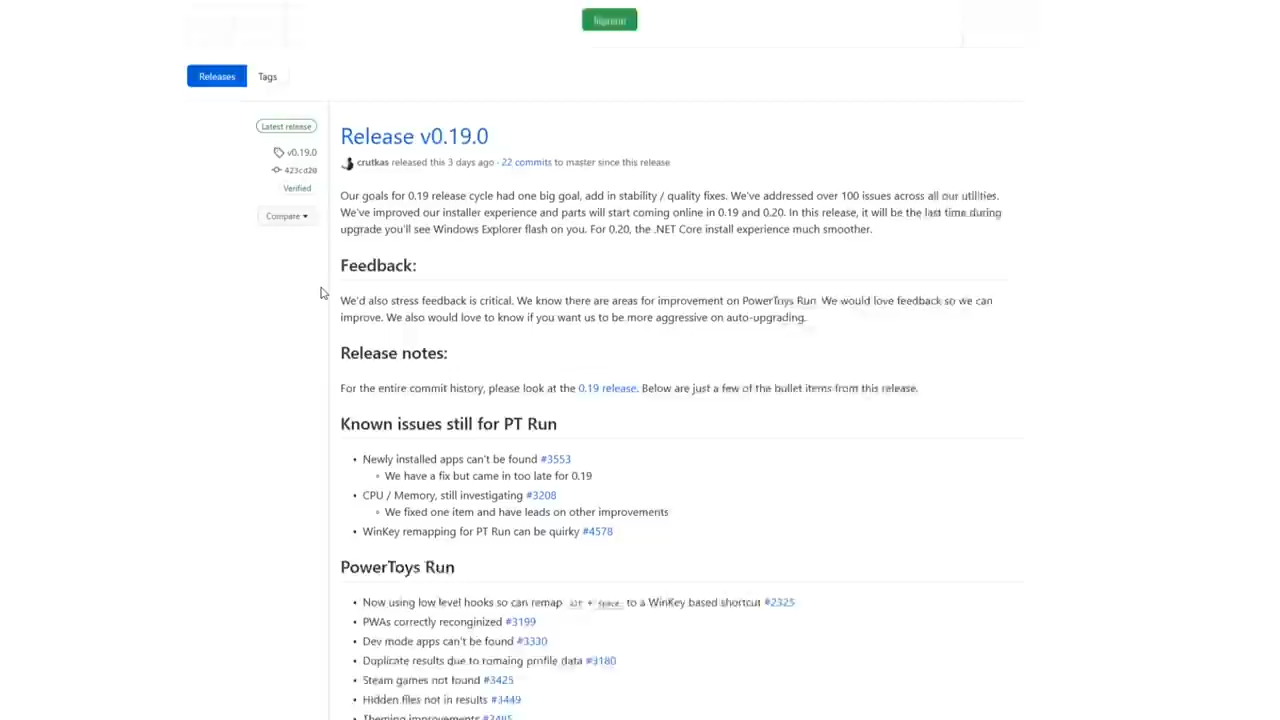 Releases
Tags
Latest release
v0.19.0
423cd20
Verified
Compare
Release v0.19.0
crutkas released this 3 days ago · 22 commits to master since this release
Our goals for 0.19 release cycle had one big goal, add in stability / quality fixes. We've addressed over 100 issues across all our utilities.
We've improved our installer experience and parts will start coming online in 0.19 and 0.20. In this release, it will be the last time during
upgrade you'll see Windows Explorer flash on you. For 0.20, the .NET Core install experience much smoother.
Feedback:
We'd also stress feedback is critical. We know there are areas for improvement on PowerToys Run. We would love feedback so we can
improve. We also would love to know if you want us to be more aggressive on auto-upgrading.
Release notes:
For the entire commit history, please look at the 0.19 release. Below are just a few of the bullet items from this release.
Known issues still for PT Run
• Newly installed apps can't be found #3553
◦ We have a fix but came in too late for 0.19
• CPU / Memory, still investigating #3208
◦ We fixed one item and have leads on other improvements
• WinKey remapping for PT Run can be quirky #4578
PowerToys Run
• Now using low level hooks so can remap Alt + Space to a WinKey based shortcut #2325
• PWAs correctly reconginized #3199
• Dev mode apps can't be found #3330
• Duplicate results due to romaing profile data #3180
• Steam games not found #3425
• Hidden files not in results #3449
• Theming improvements #3485